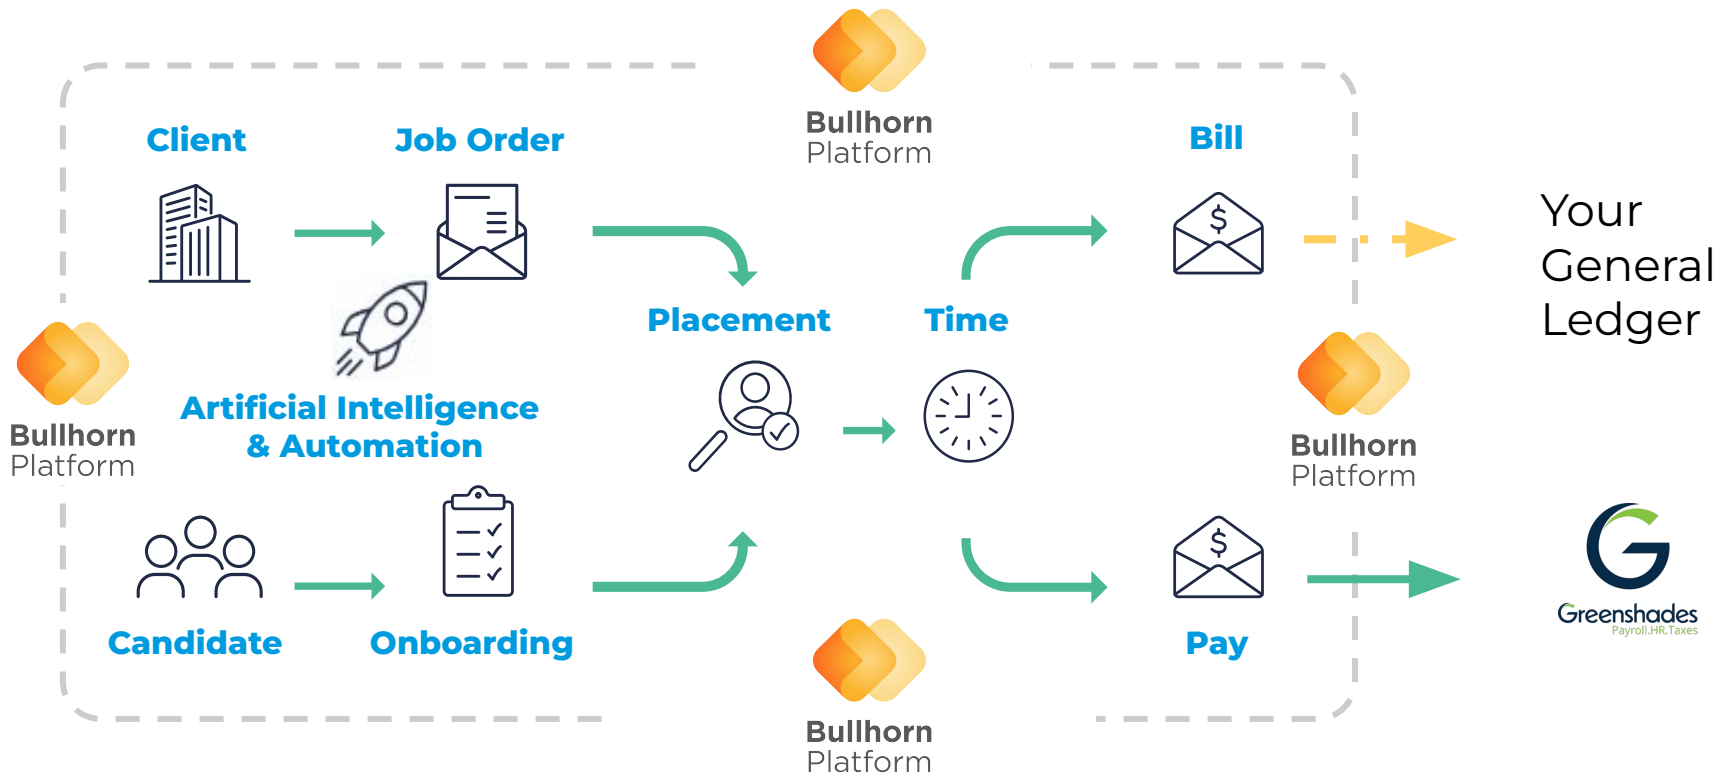 Bullhorn
Platform
Client
Job Order
Bill
$
Your
General
Ledger
Placement
Time
Artificial Intelligence
& Automation
Bullhorn
Platform
Bullhorn
Platform
$
G
Greenshades
Payroll.HR.Taxes
Candidate
Onboarding
Pay
Bullhorn
Platform